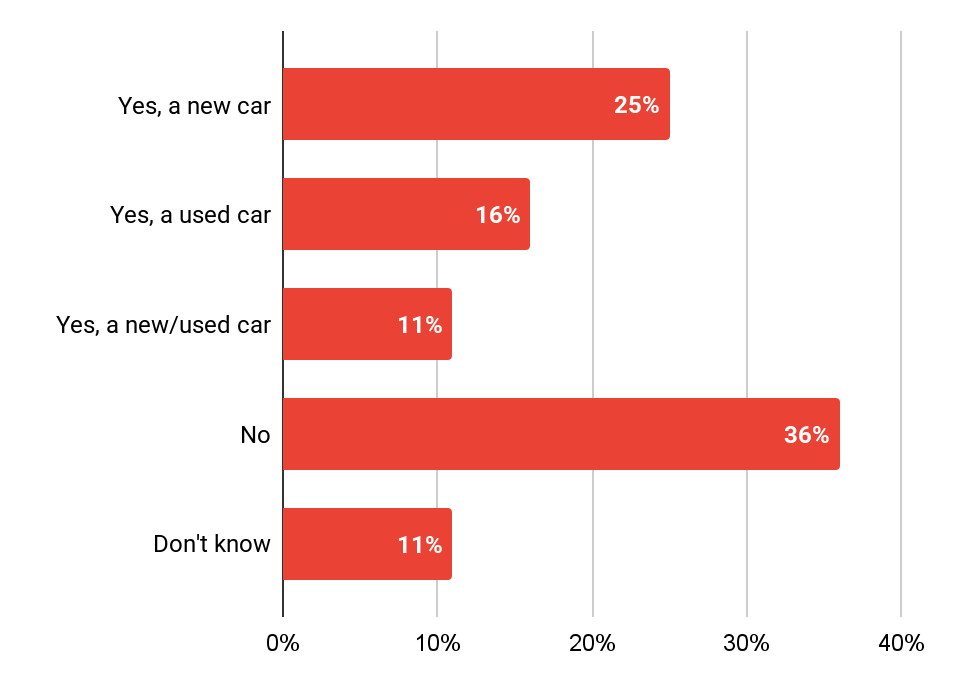 Yes, a new car
25%
Yes, a used car
16%
Yes, a new/used car
11%
No
36%
Don't know
11%
0%
10%
20%
30%
40%